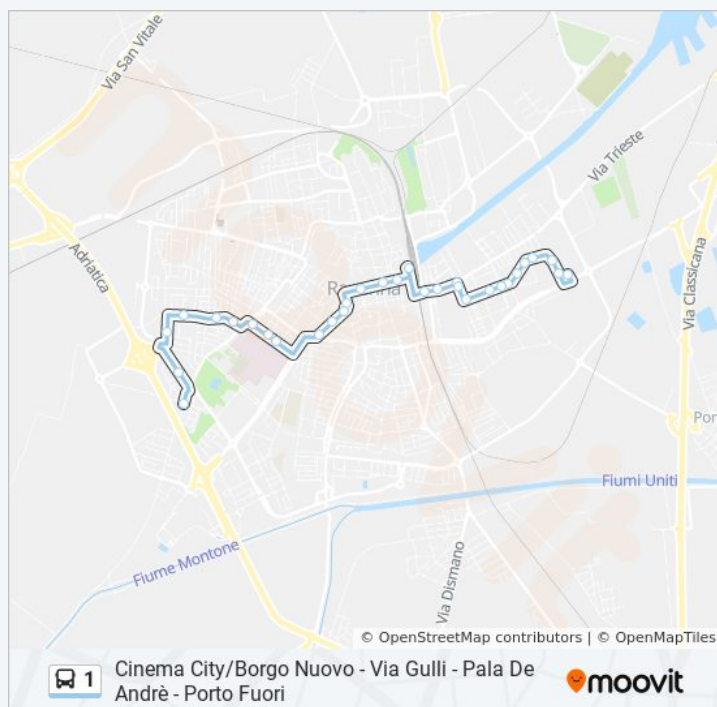 Via San Vitale
Via Trieste
Adriatica
Via Classicana
Fiumi Uniti
Fiume Montone
Via Dismano
© OpenStreetMap contributors | © OpenMapTiles
1
Cinema City/Borgo Nuovo - Via Gulli - Pala De
Andrè - Porto Fuori
moovit